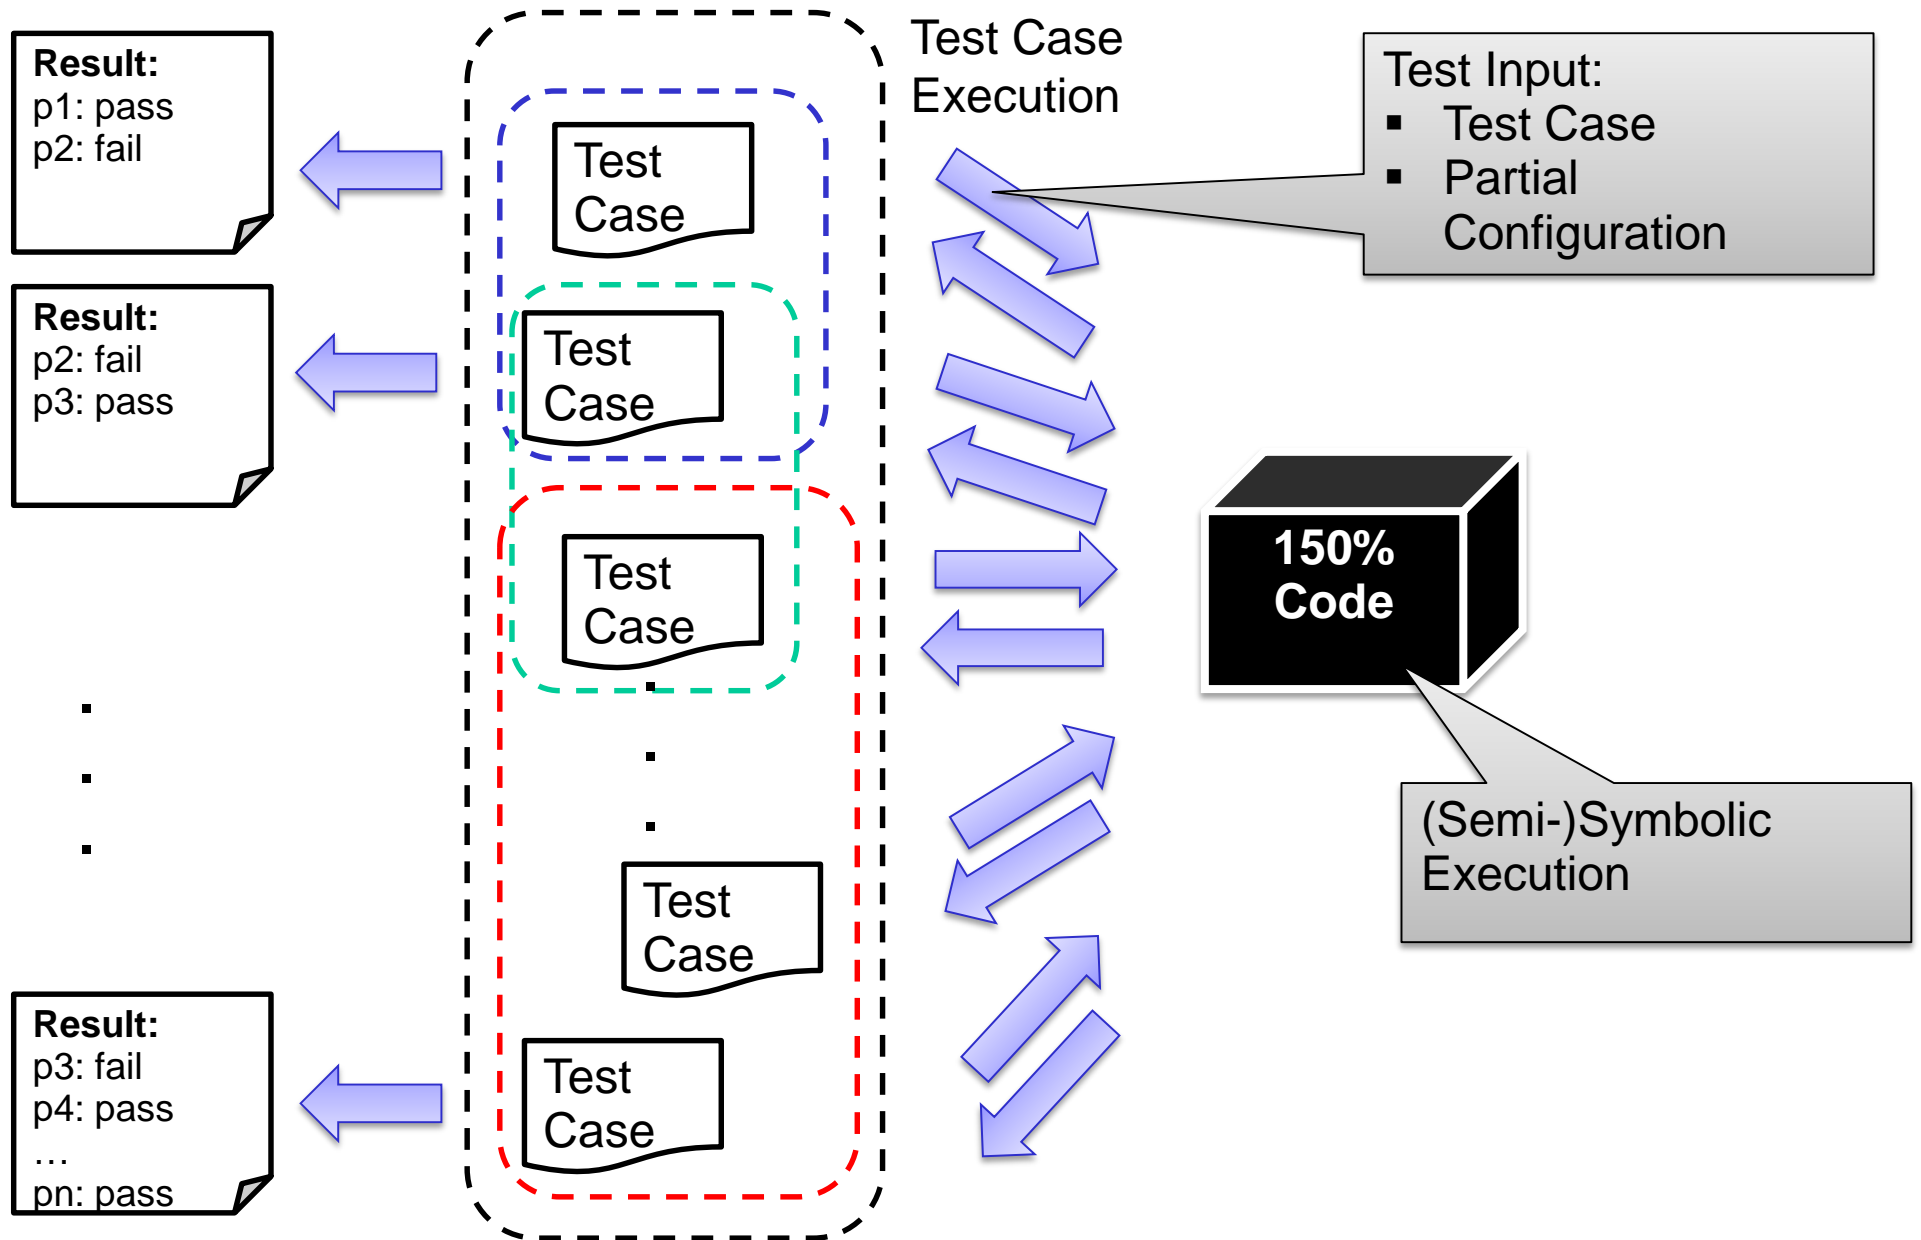 Result:
p1: pass
p2: fail
Result:
p2: fail
p3: pass
Result:
p3: fail
p4: pass
…
pn: pass
Test
Case
Test
Case
Test
Case
Test
Case
Test
Case
Test Case
Execution
Test Input:
▪ Test Case
▪ Partial
Configuration
150%
Code
(Semi-)Symbolic
Execution